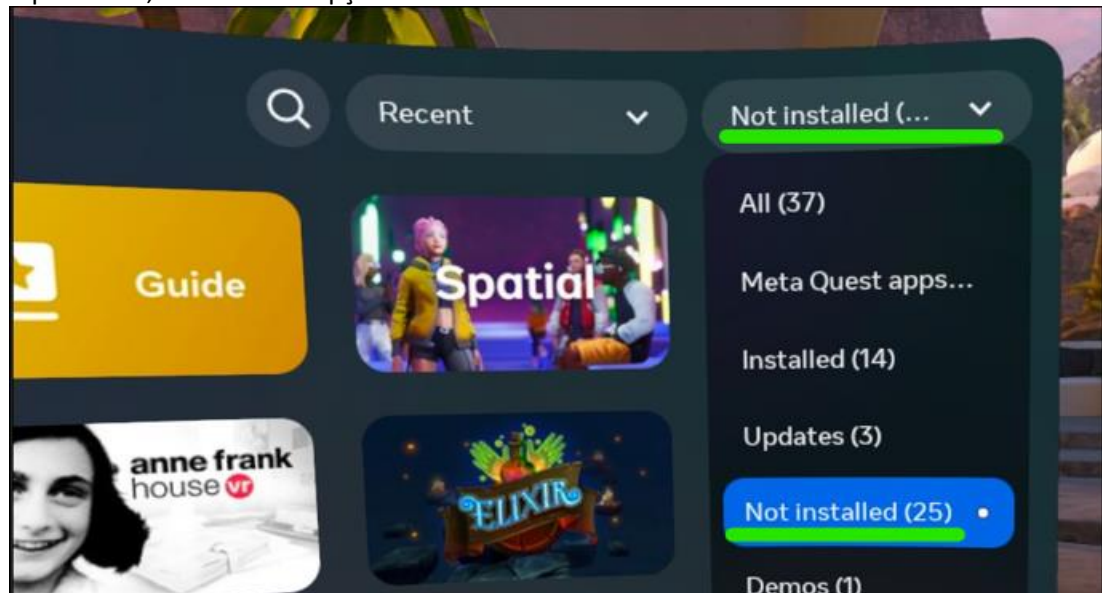 Recent
Not installed (...
All (37)
Meta Quest apps...
Installed (14)
Updates (3)
Not installed (25)
Demos (1)
Guide
Spatial
anne frank
house vr
ELIXIR